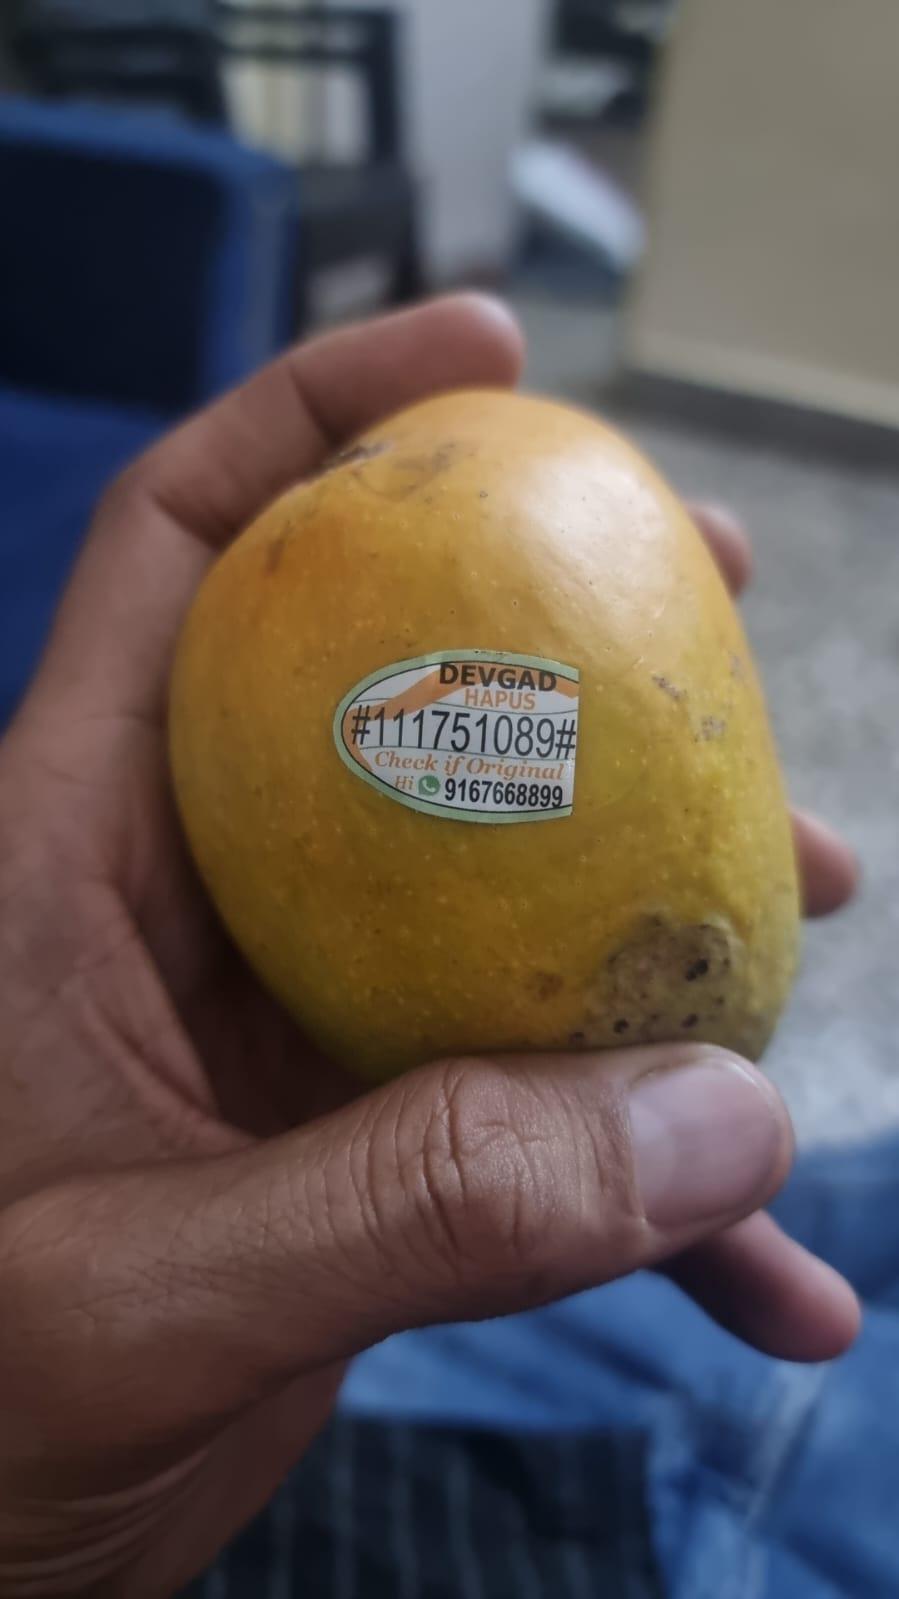 DEVGAD
HAPUS
#111751089#
Check if Original
Hi 9167668899